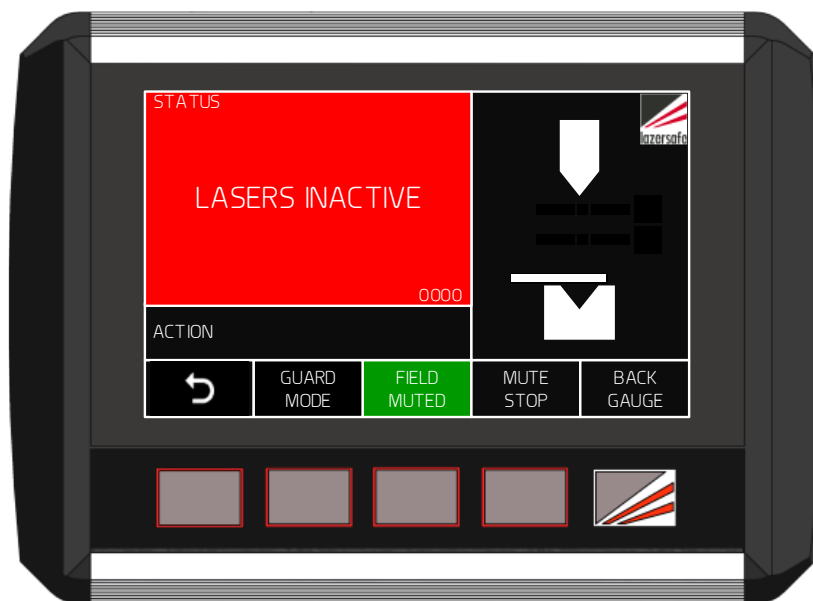 STATUS
lazersafe
LASERS INACTIVE
0000
ACTION
GUARD
MODE
FIELD
MUTED
MUTE
STOP
BACK
GAUGE